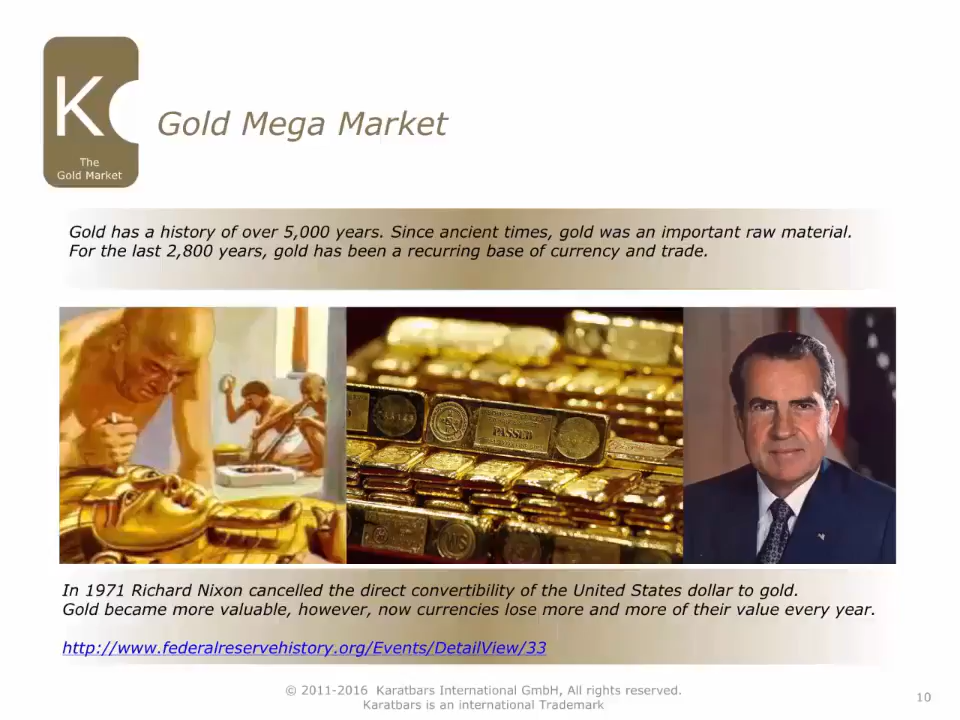 K
The
Gold Market
Gold Mega Market
Gold has a history of over 5,000 years. Since ancient times, gold was an important raw material.
For the last 2,800 years, gold has been a recurring base of currency and trade.
PASSED
In 1971 Richard Nixon cancelled the direct convertibility of the United States dollar to gold.
Gold became more valuable, however, now currencies lose more and more of their value every year.
http://www.federalreservehistory.org/Events/DetailView/33
© 2011-2016 Karatbars International GmbH, All rights reserved.
Karatbars is an international Trademark
10